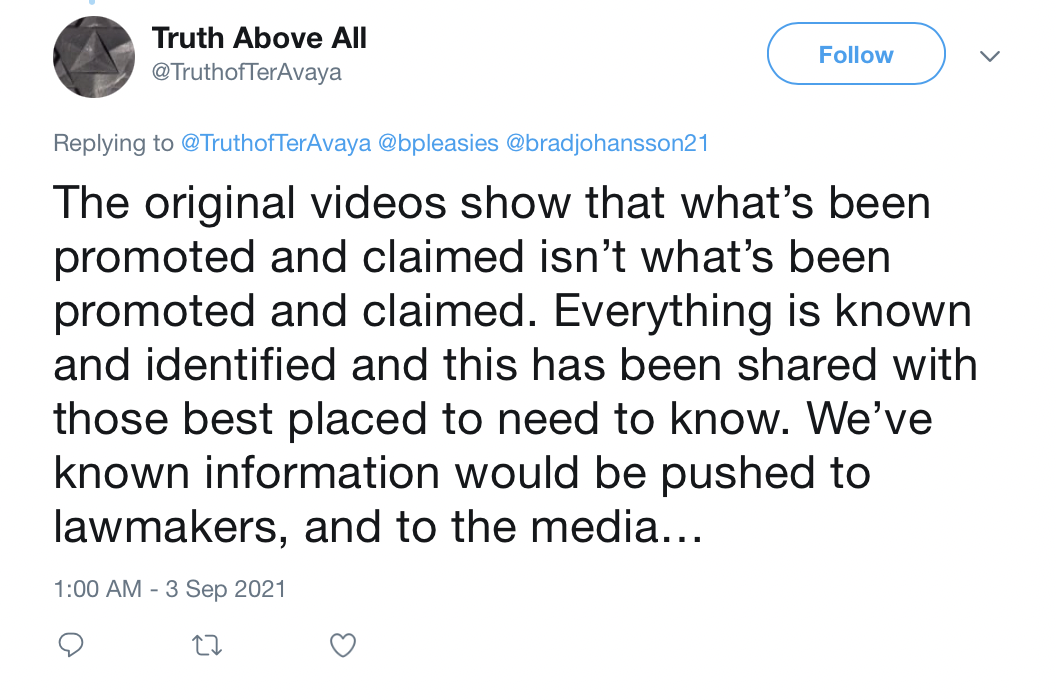 Truth Above All
@TruthofTerAvaya
Follow
Replying to @TruthofTerAvaya @bpleasies @bradjohansson21
The original videos show that what’s been
promoted and claimed isn’t what’s been
promoted and claimed. Everything is known
and identified and this has been shared with
those best placed to need to know. We’ve
known information would be pushed to
lawmakers, and to the media…
1:00 AM - 3 Sep 2021